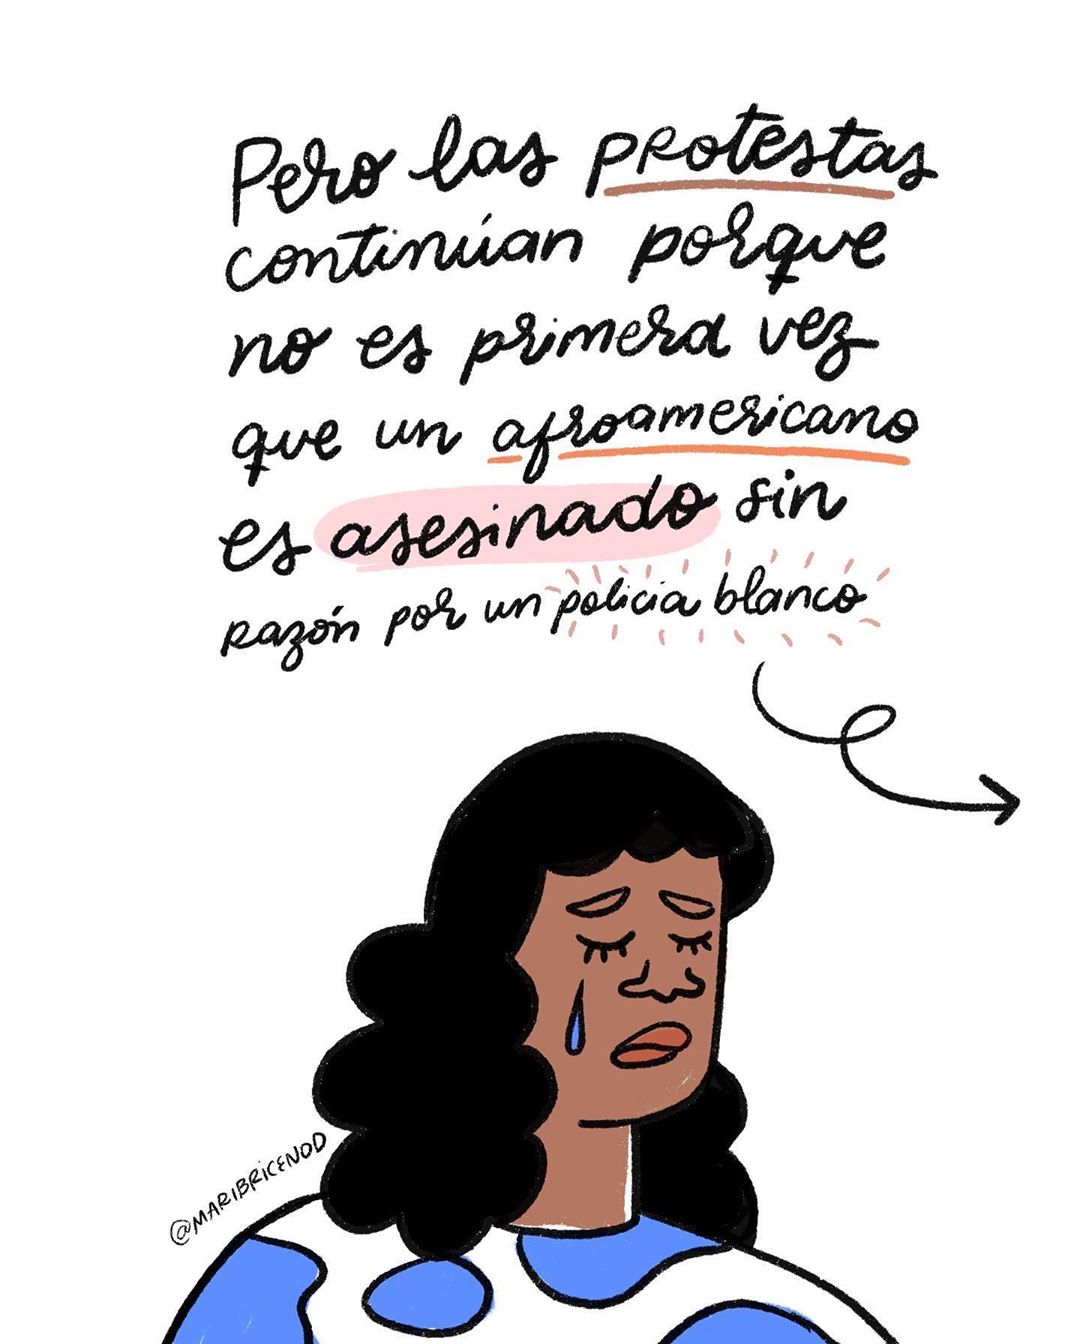 Pero las protestas
continúan porque
no es primera vez
que un afroamericano
es asesinado sin
razón por un policia blanco
@MARIBRICENOD